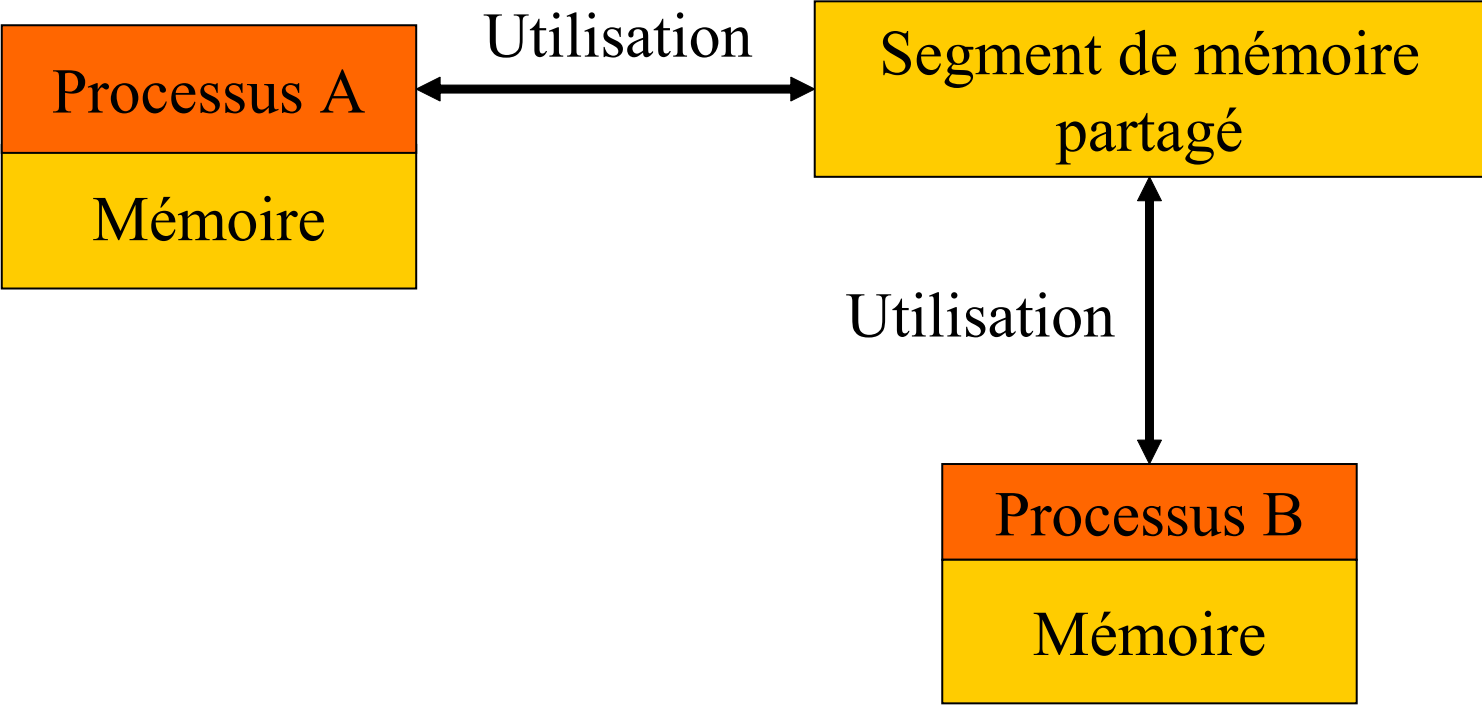 Utilisation
Processus A
Mémoire
Segment de mémoire
partagé
Utilisation
Processus B
Mémoire